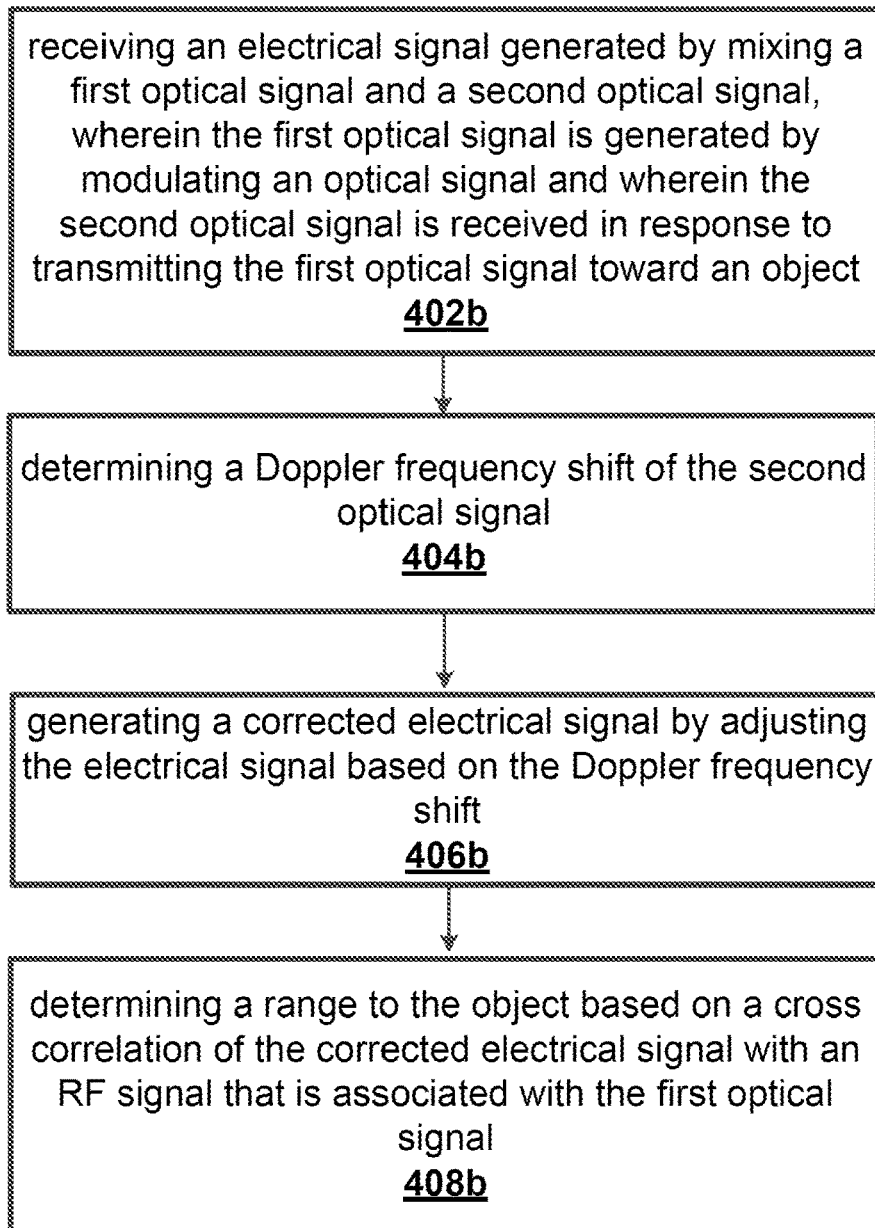 receiving an electrical signal generated by mixing a
first optical signal and a second optical signal,
wherein the first optical signal is generated by
modulating an optical signal and wherein the
second optical signal is received in response to
transmitting the first optical signal toward an object
402b
determining a Doppler frequency shift of the second
optical signal
404b
generating a corrected electrical signal by adjusting
the electrical signal based on the Doppler frequency
shift
406b
determining a range to the object based on a cross
correlation of the corrected electrical signal with an
RF signal that is associated with the first optical
signal
408b